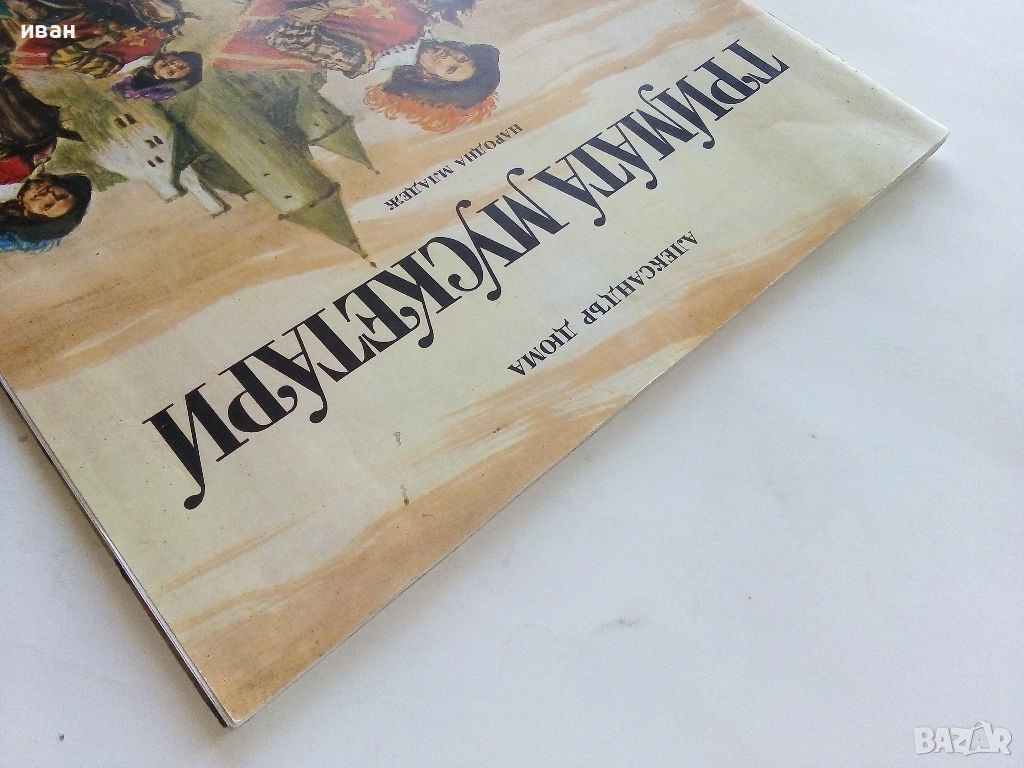 иван
АЛЕКСАНДЪР ДЮМА
ТРИМАТА МУСКЕТАРИ
НАРОДНА МЛАДЕЖ
BAZAR